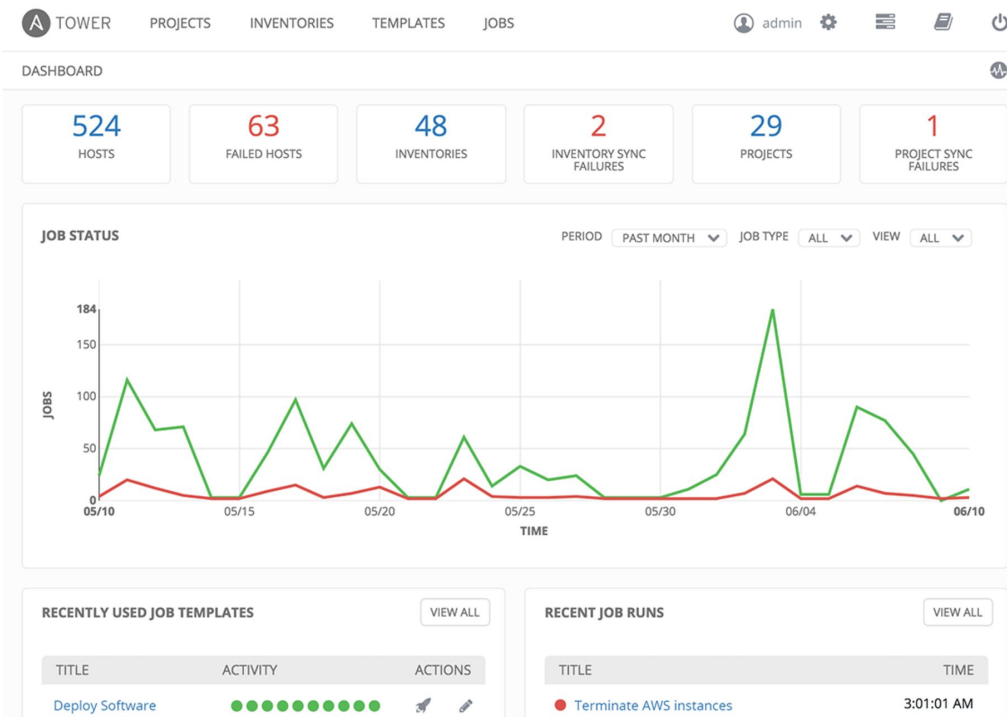 TOWER PROJECTS INVENTORIES TEMPLATES JOBS admin
DASHBOARD
524 63 48 2 29 1
HOSTS FAILED HOSTS INVENTORIES INVENTORY SYNC PROJECTS PROJECT SYNC
FAILURES FAILURES
JOB STATUS PERIOD PAST MONTH JOB TYPE ALL VIEW ALL
184
150
100
50
0
JOBS
05/10 05/15 05/20 05/25 05/30 06/04 06/10
TIME
RECENTLY USED JOB TEMPLATES VIEW ALL RECENT JOB RUNS VIEW ALL
TITLE ACTIVITY ACTIONS TITLE TIME
Deploy Software Terminate AWS instances 3:01:01 AM